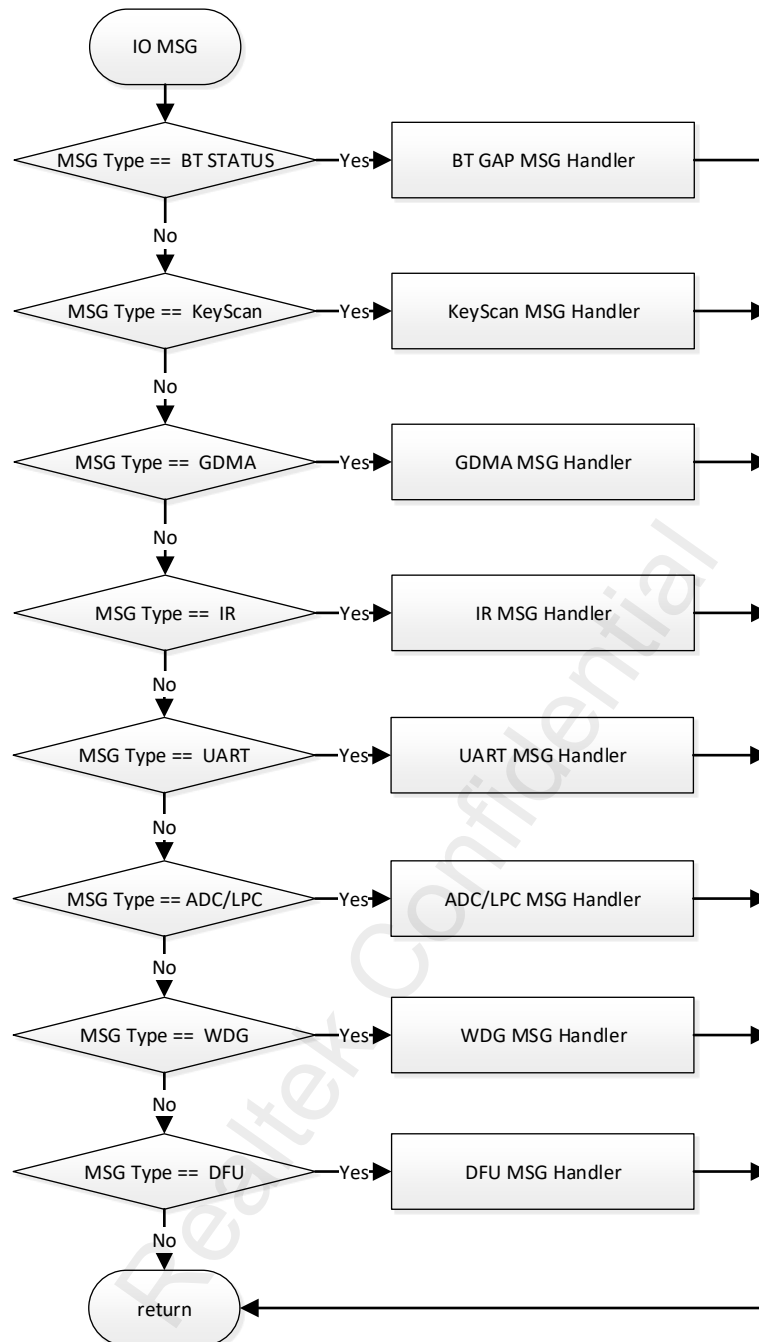 IO MSG
MSG Type ==  BT STATUS
Yes
BT GAP MSG Handler
No
MSG Type ==  KeyScan
Yes
KeyScan MSG Handler
No
MSG Type ==  GDMA
Yes
GDMA MSG Handler
No
MSG Type ==  IR
Yes
IR MSG Handler
No
MSG Type ==  UART
Yes
UART MSG Handler
No
MSG Type == ADC/LPC
Yes
ADC/LPC MSG Handler
No
MSG Type ==  WDG
Yes
WDG MSG Handler
No
MSG Type ==  DFU
Yes
DFU MSG Handler
No
return
Realtek Confidential